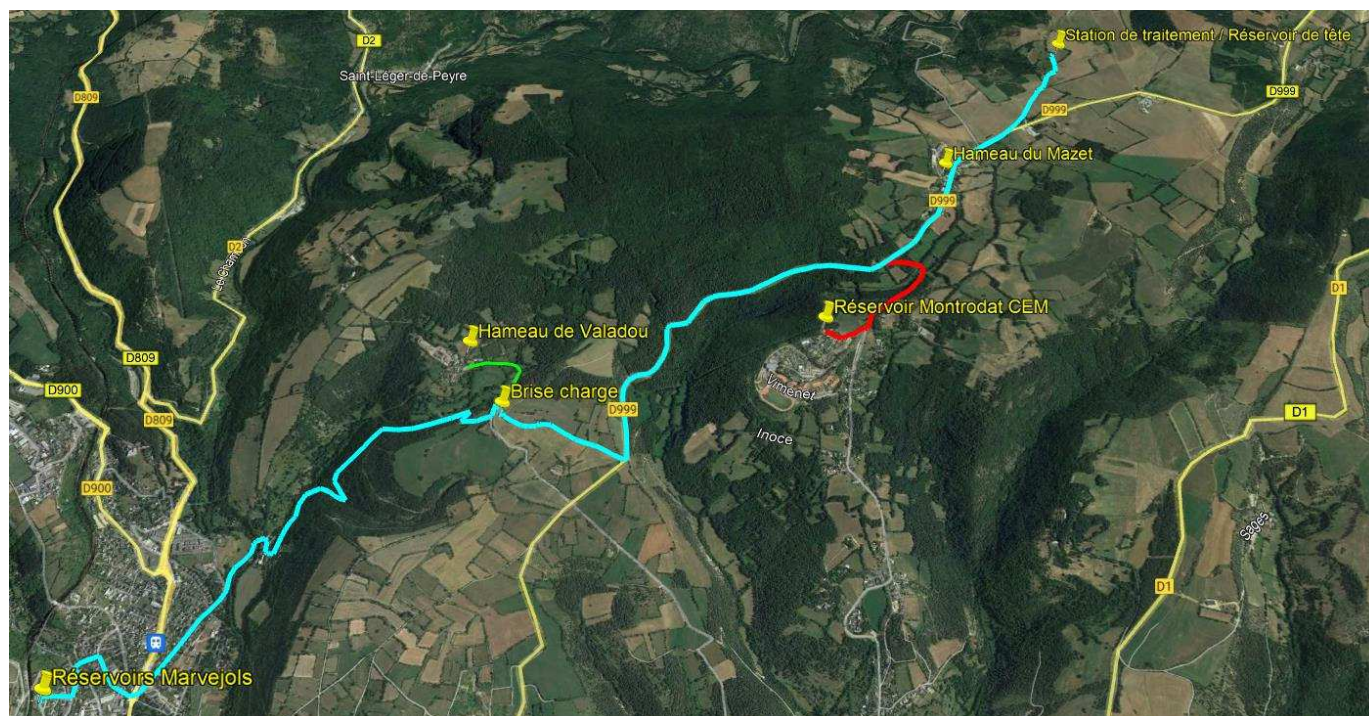 Station de traitement / Réservoir de tête
D2
Saint-Léger-de-Peyre
D809
D999
D999
Hameau du Mazet
D999
D2
D1
Réservoir Montrodat CEM
Hameau de Valadou
D809
Vimenet
D900
Brise charge
D809
D999
D1
Inoce
D900
Sages
D1
Réservoirs Marvejols